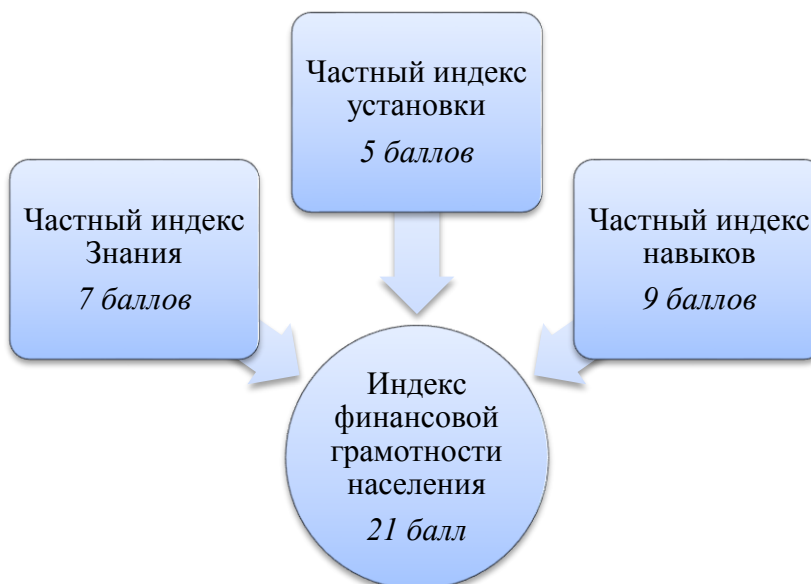 Частный индекс
установки
5 баллов
Частный индекс
Знания
7 баллов
Частный индекс
навыков
9 баллов
Индекс
финансовой
грамотности
населения
21 балл